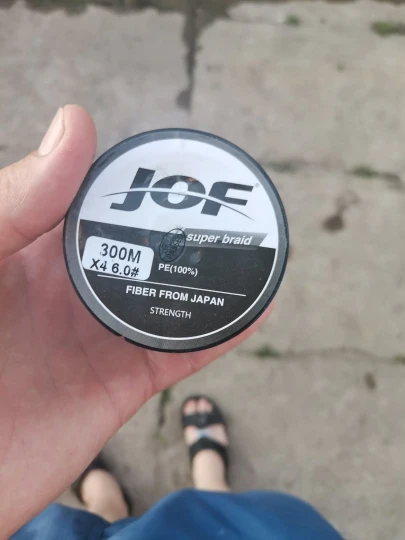 JOF®
super braid
300M
X4 6.0#
PE(100%)
FIBER FROM JAPAN
STRENGTH